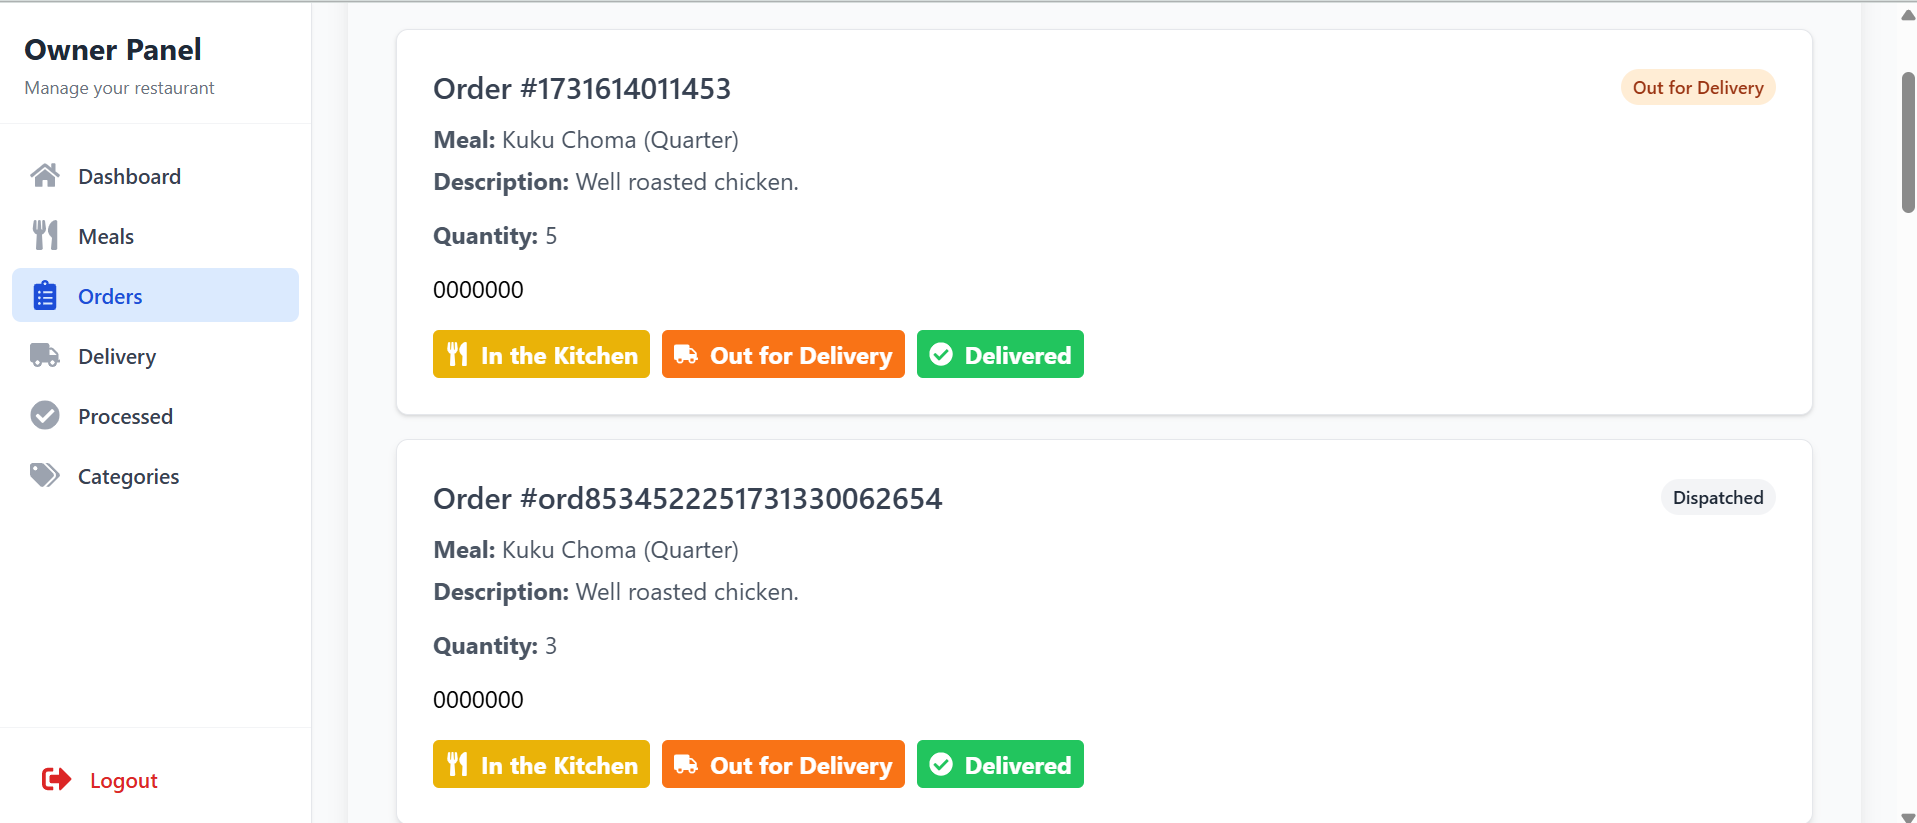 Owner Panel
Manage your restaurant
Dashboard
Meals
Orders
Delivery
Processed
Categories
Logout
Order #1731614011453
Out for Delivery
Meal: Kuku Choma (Quarter)
Description: Well roasted chicken.
Quantity: 5
0000000
In the Kitchen Out for Delivery Delivered
Order #ord8534522251731330062654
Dispatched
Meal: Kuku Choma (Quarter)
Description: Well roasted chicken.
Quantity: 3
0000000
In the Kitchen Out for Delivery Delivered